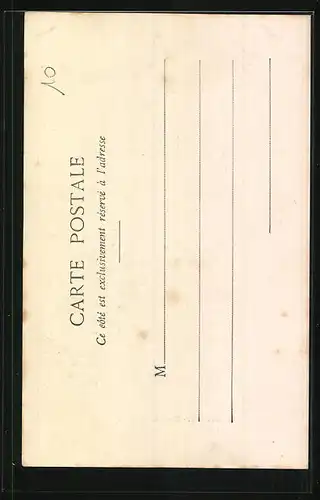 10
CARTE POSTALE
Ce côté est exclusivement réservé à l'adresse
M